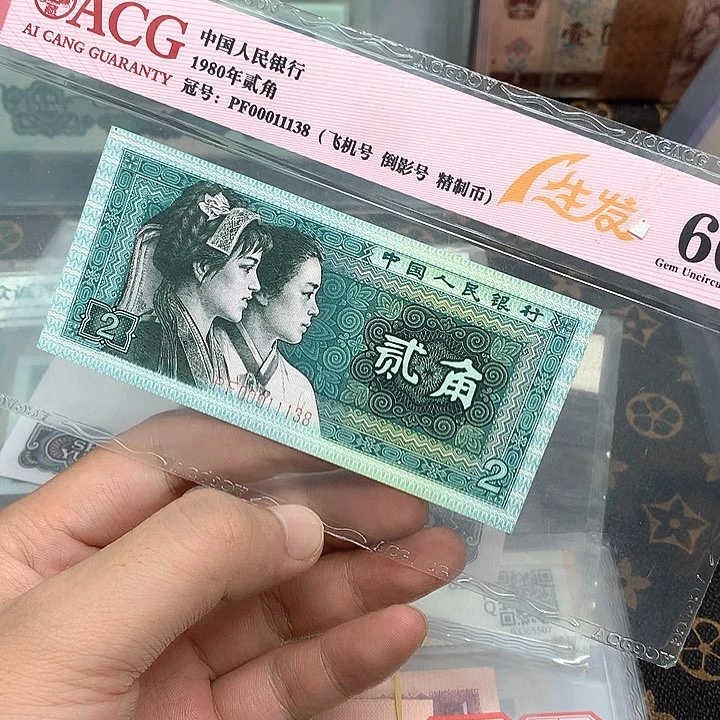 ACG
AI CANG GUARANTY
中国人民银行
1980年贰角
冠号：PF00011138（飞机号 倒影号 精制币）
生发
Gem Uncircu
中国人民银行
贰角
2
2
PF00011138
ACGACG